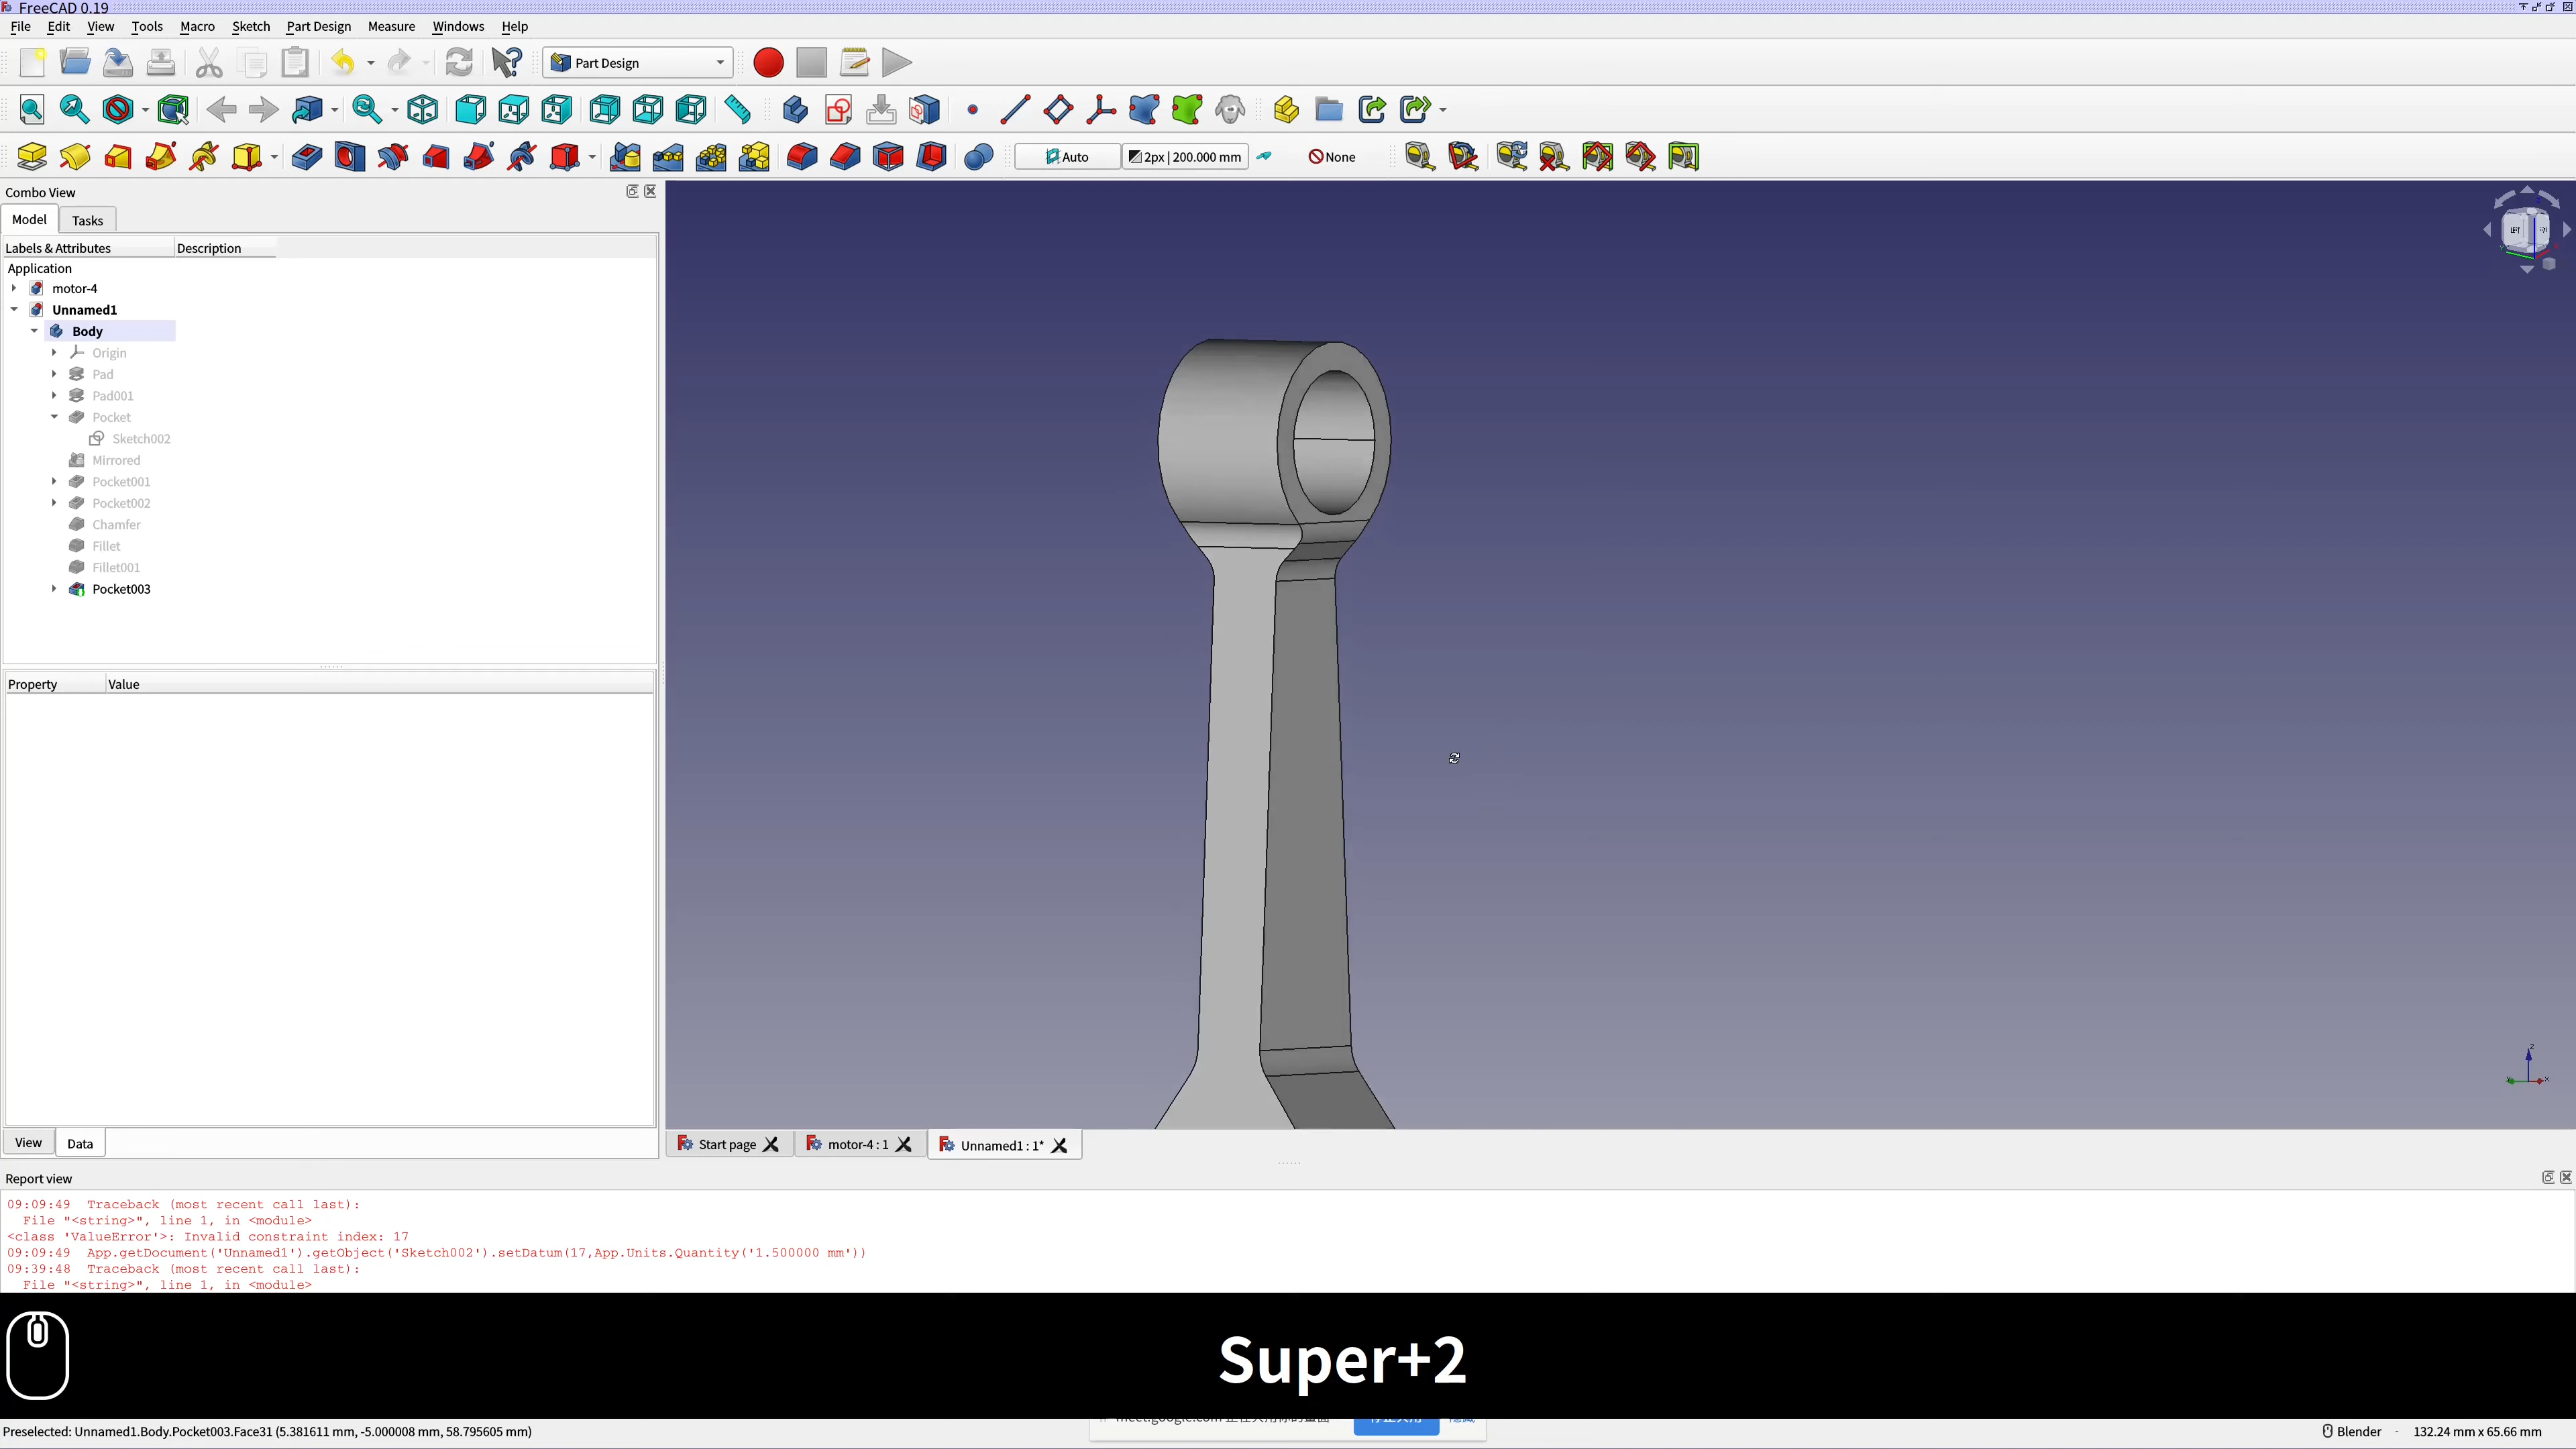 FreeCAD 0.19
File Edit View Tools Macro Sketch Part Design Measure Windows Help
Part Design
Auto 2px | 200.000 mm None
Combo View
Model Tasks
Labels & Attributes Description
Application
motor-4
Unnamed1
Body
Origin
Pad
Pad001
Pocket
Sketch002
Mirrored
Pocket001
Pocket002
Chamfer
Fillet
Fillet001
Pocket003
LEFT
Property Value
View Data
Z
Start page motor-4 : 1 Unnamed1 : 1*
Report view
09:09:49 Traceback (most recent call last):
File "<string>", line 1, in <module>
<class 'ValueError'>: Invalid constraint index: 17
09:09:49 App.getDocument('Unnamed1').getObject('Sketch002').setDatum(17,App.Units.Quantity('1.500000 mm'))
09:39:48 Traceback (most recent call last):
File "<string>", line 1, in <module>
Super+2
Preselected: Unnamed1.Body.Pocket003.Face31 (5.381611 mm, -5.000008 mm, 58.795605 mm)
Blender - 132.24 mm x 65.66 mm